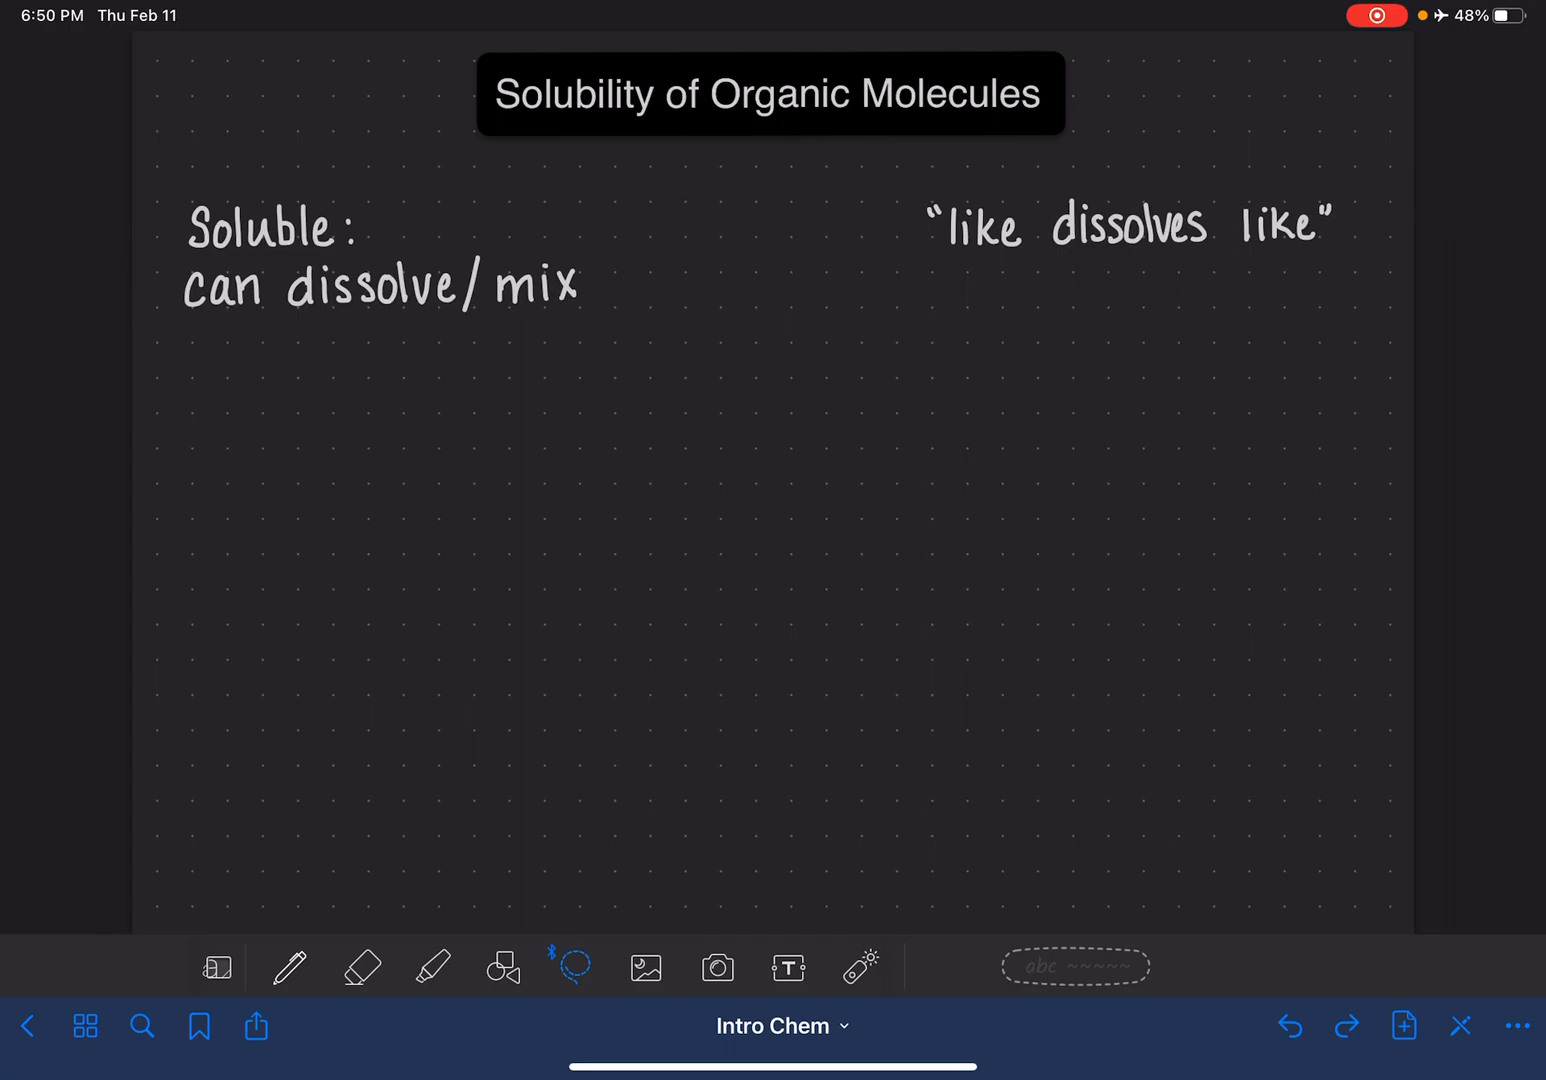 6:50 PM Thu Feb 11
48%
Solubility of Organic Molecules
Soluble:
"like dissolves like"
can dissolve/mix
abc
T
Intro Chem